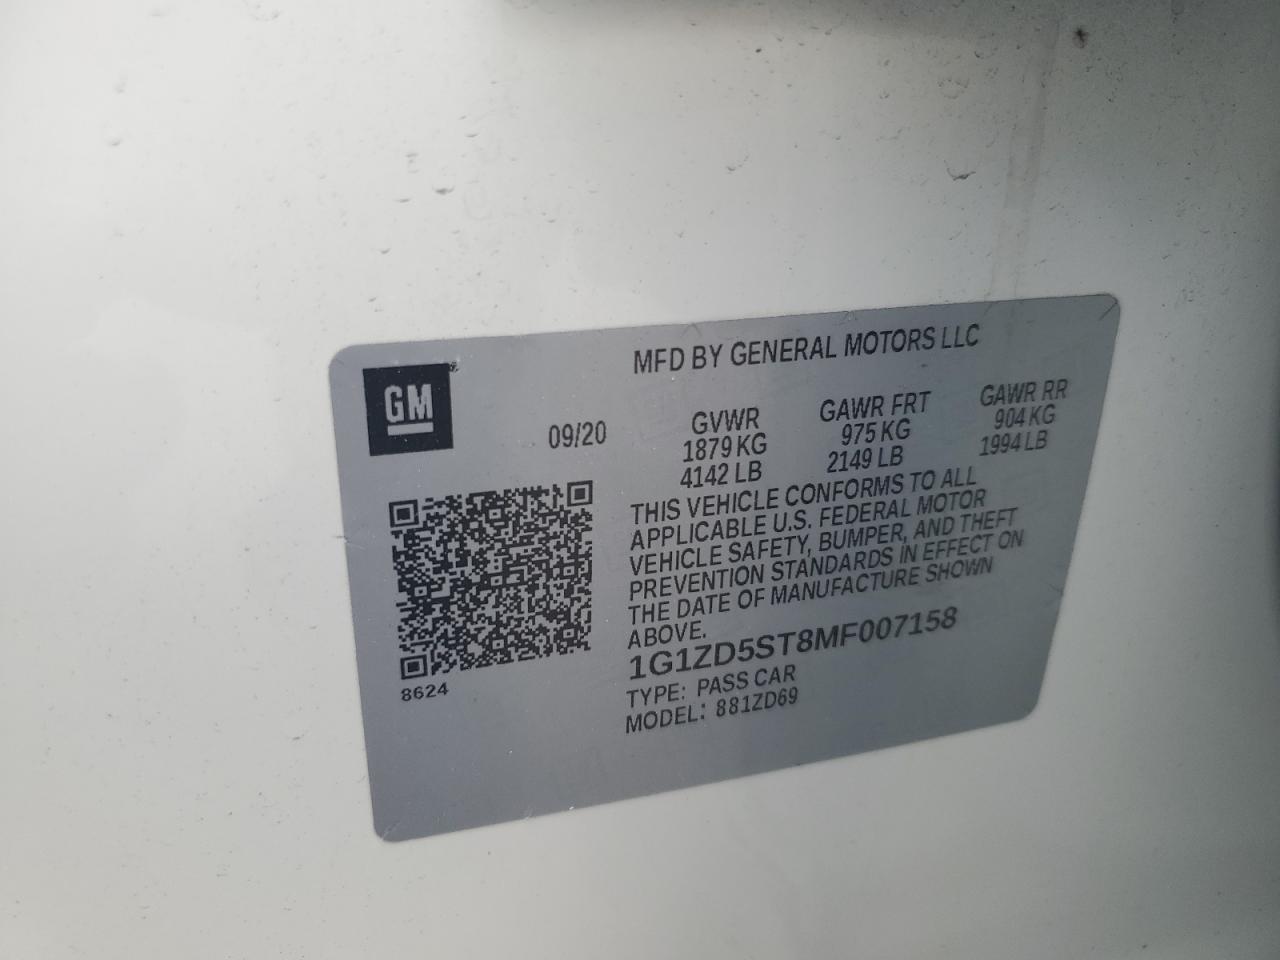 MFD BY GENERAL MOTORS LLC
GM
09/20
GVWR
1879 KG
4142 LB
GAWR FRT
975 KG
2149 LB
GAWR RR
904 KG
1994 LB
THIS VEHICLE CONFORMS TO ALL
APPLICABLE U.S. FEDERAL MOTOR
VEHICLE SAFETY, BUMPER, AND THEFT
PREVENTION STANDARDS IN EFFECT ON
THE DATE OF MANUFACTURE SHOWN
ABOVE.
1G1ZD5ST8MF007158
TYPE: PASS CAR
MODEL: 881ZD69
8624